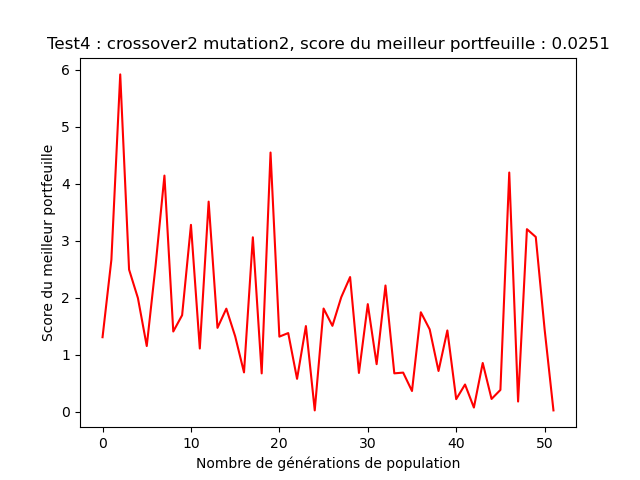 Test4 : crossover2 mutation2, score du meilleur portfeuille : 0.0251
6
5
4
3
2
1
0
Score du meilleur portfeuille
0 10 20 30 40 50
Nombre de générations de population